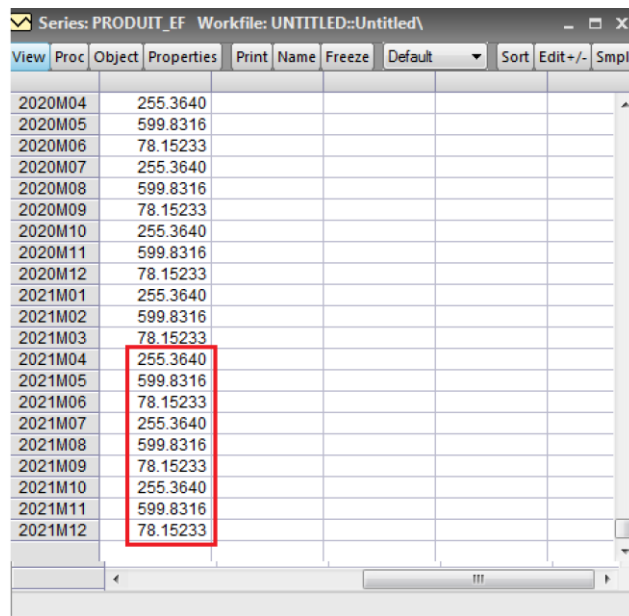 Series: PRODUIT_EF Workfile: UNTITLED::Untitled\
View Proc Object Properties Print Name Freeze Default Sort Edit+/- Smpl
2020M04 255.3640
2020M05 599.8316
2020M06 78.15233
2020M07 255.3640
2020M08 599.8316
2020M09 78.15233
2020M10 255.3640
2020M11 599.8316
2020M12 78.15233
2021M01 255.3640
2021M02 599.8316
2021M03 78.15233
2021M04 255.3640
2021M05 599.8316
2021M06 78.15233
2021M07 255.3640
2021M08 599.8316
2021M09 78.15233
2021M10 255.3640
2021M11 599.8316
2021M12 78.15233